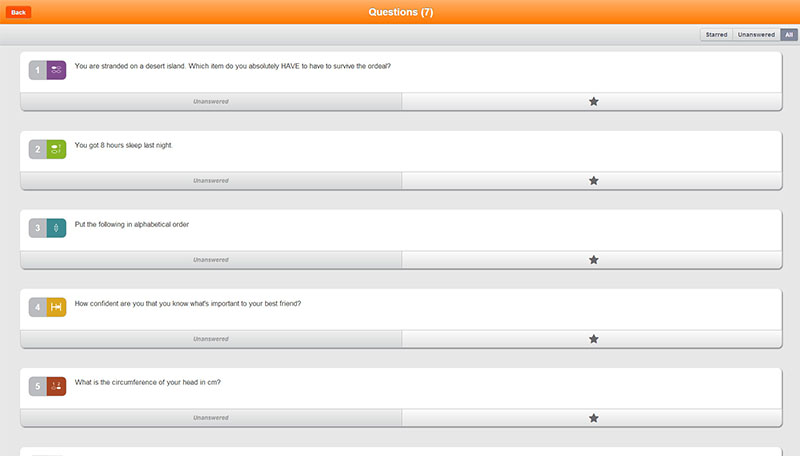 Back
Questions (7)
Starred
Unanswered
All
1
You are stranded on a desert island. Which item do you absolutely HAVE to have to survive the ordeal?
Unanswered
2
You got 8 hours sleep last night.
Unanswered
3
Put the following in alphabetical order
Unanswered
4
How confident are you that you know what's important to your best friend?
Unanswered
5
What is the circumference of your head in cm?
Unanswered